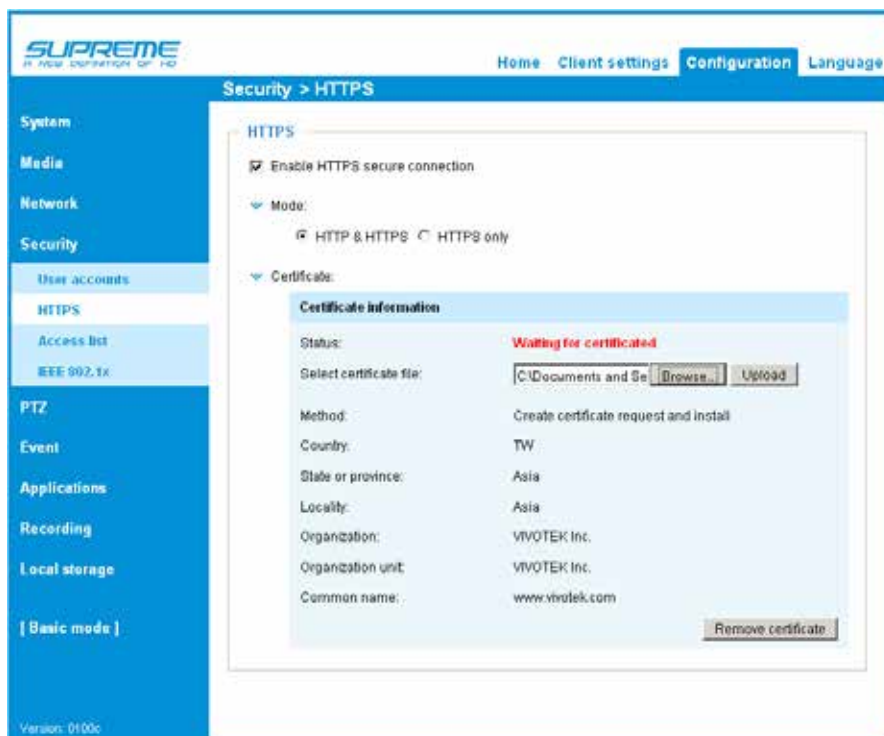 SUPREME
A NEW DEFINITION OF HD
Home Client settings Configuration Language
Security > HTTPS
System
Media
Network
Security
User accounts
HTTPS
Access list
IEEE 802.1x
PTZ
Event
Applications
Recording
Local storage
[ Basic mode ]
Version: 0100c
HTTPS
Enable HTTPS secure connection
Mode:
HTTP & HTTPS HTTPS only
Certificate:
Certificate information
Status: Waiting for certificated
Select certificate file: C:\Documents and Se Browse... Upload
Method: Create certificate request and install
Country: TW
State or province: Asia
Locality: Asia
Organization: VIVOTEK Inc.
Organization unit: VIVOTEK Inc.
Common name: www.vivotek.com
Remove certificate